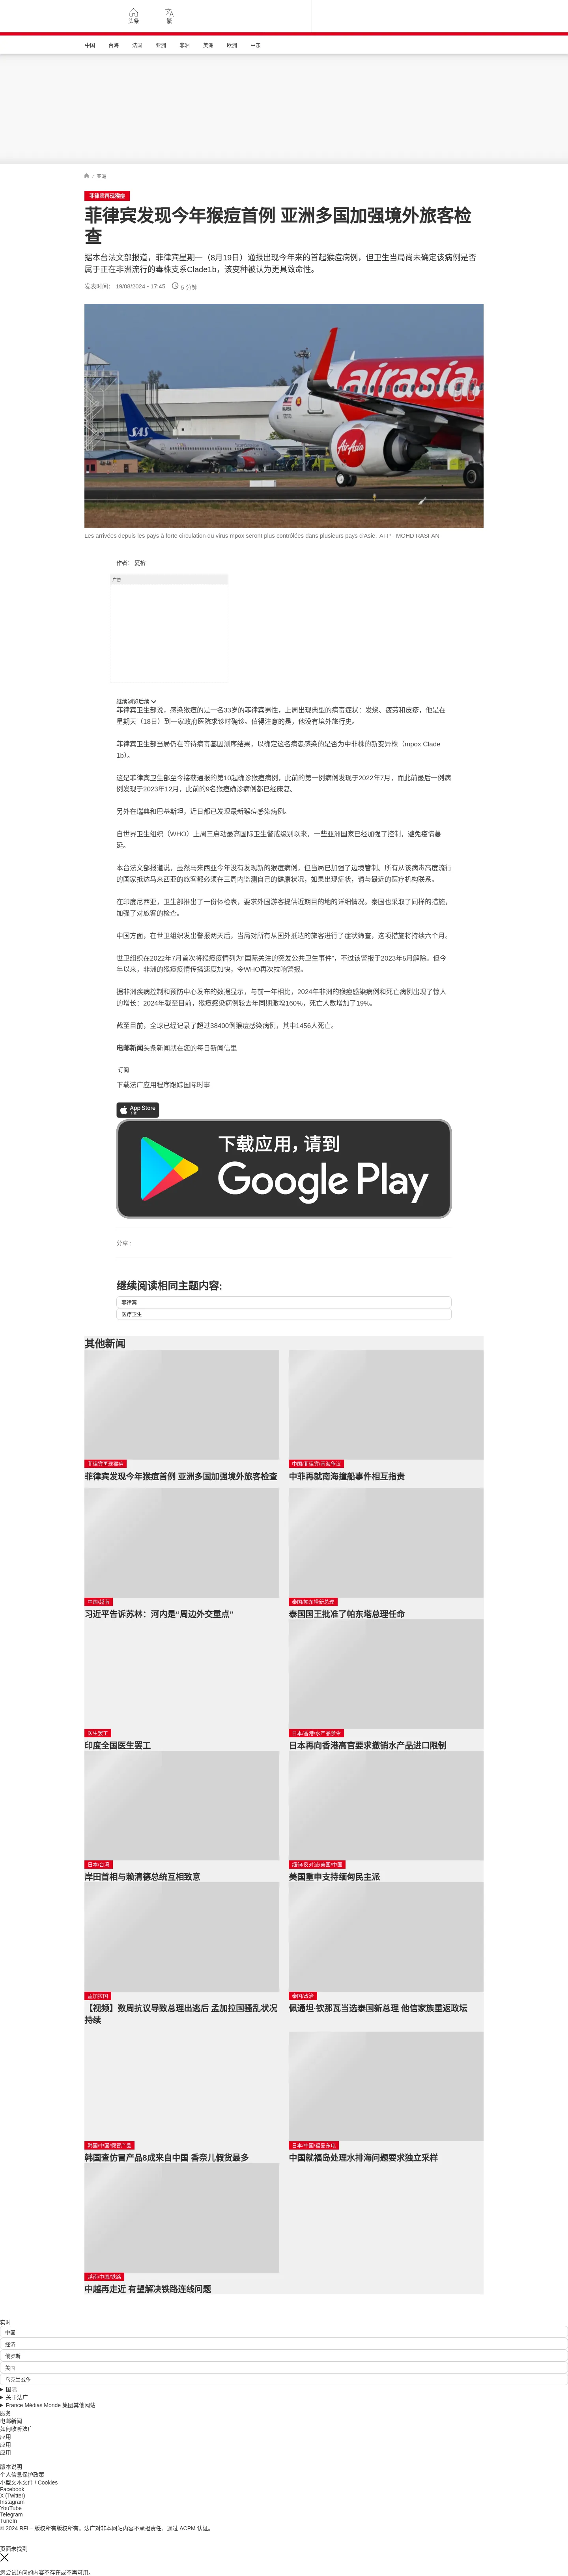 头条
繁
中国 台海 法国 亚洲 非洲 美洲 欧洲 中东
/ 亚洲
菲律宾再现猴痘
菲律宾发现今年猴痘首例 亚洲多国加强境外旅客检
查
据本台法文部报道，菲律宾星期一（8月19日）通报出现今年来的首起猴痘病例，但卫生当局尚未确定该病例是否
属于正在非洲流行的毒株支系Clade1b，该变种被认为更具致命性。
发表时间： 19/08/2024 - 17:45 5 分钟
airasia
AirAsia
SAS
Les arrivées depuis les pays à forte circulation du virus mpox seront plus contrôlées dans plusieurs pays d'Asie. AFP - MOHD RASFAN
作者： 夏榕
广告
继续浏览后续
菲律宾卫生部说，感染猴痘的是一名33岁的菲律宾男性，上周出现典型的病毒症状：发烧、疲劳和皮疹，他是在
星期天（18日）到一家政府医院求诊时确诊。值得注意的是，他没有境外旅行史。
菲律宾卫生部当局仍在等待病毒基因测序结果，以确定这名病患感染的是否为中非株的新变异株（mpox Clade
1b）。
这是菲律宾卫生部至今接获通报的第10起确诊猴痘病例，此前的第一例病例发现于2022年7月，而此前最后一例病
例发现于2023年12月，此前的9名猴痘确诊病例都已经康复。
另外在瑞典和巴基斯坦，近日都已发现最新猴痘感染病例。
自世界卫生组织（WHO）上周三启动最高国际卫生警戒级别以来，一些亚洲国家已经加强了控制，避免疫情蔓
延。
本台法文部报道说，虽然马来西亚今年没有发现新的猴痘病例，但当局已加强了边境管制。所有从该病毒高度流行
的国家抵达马来西亚的旅客都必须在三周内监测自己的健康状况，如果出现症状，请与最近的医疗机构联系。
在印度尼西亚，卫生部推出了一份体检表，要求外国游客提供近期目的地的详细情况。泰国也采取了同样的措施，
加强了对旅客的检查。
中国方面，在世卫组织发出警报两天后，当局对所有从国外抵达的旅客进行了症状筛查，这项措施将持续六个月。
世卫组织在2022年7月首次将猴痘疫情列为“国际关注的突发公共卫生事件”，不过该警报于2023年5月解除。但今
年以来，非洲的猴痘疫情传播速度加快，令WHO再次拉响警报。
据非洲疾病控制和预防中心发布的数据显示，与前一年相比，2024年非洲的猴痘感染病例和死亡病例出现了惊人
的增长：2024年截至目前，猴痘感染病例较去年同期激增160%，死亡人数增加了19%。
截至目前，全球已经记录了超过38400例猴痘感染病例，其中1456人死亡。
电邮新闻头条新闻就在您的每日新闻信里
订阅
下载法广应用程序跟踪国际时事
App Store
下载
下载应用，请到
Google Play
分享 :
继续阅读相同主题内容:
菲律宾
医疗卫生
其他新闻
菲律宾再现猴痘
菲律宾发现今年猴痘首例 亚洲多国加强境外旅客检查
中国/菲律宾/南海争议
中菲再就南海撞船事件相互指责
中国/越南
习近平告诉苏林：河内是“周边外交重点”
泰国/帕东塔新总理
泰国国王批准了帕东塔总理任命
医生罢工
印度全国医生罢工
日本/香港/水产品禁令
日本再向香港高官要求撤销水产品进口限制
日本/台湾
岸田首相与赖清德总统互相致意
缅甸/反对派/美国/中国
美国重申支持缅甸民主派
孟加拉国
【视频】数周抗议导致总理出逃后 孟加拉国骚乱状况
持续
泰国/政治
佩通坦·钦那瓦当选泰国新总理 他信家族重返政坛
韩国/中国/假冒产品
韩国查仿冒产品8成来自中国 香奈儿假货最多
日本/中国/福岛车电
中国就福岛处理水排海问题要求独立采样
越南/中国/铁路
中越再走近 有望解决铁路连线问题
实时
中国
经济
俄罗斯
美国
乌克兰战争
国际
关于法广
France Médias Monde 集团其他网站
服务
电邮新闻
如何收听法广
应用
应用
应用
版本说明
个人信息保护政策
小型文本文件 / Cookies
Facebook
X (Twitter)
Instagram
YouTube
Telegram
TuneIn
© 2024 RFI – 版权所有版权所有。法广对非本网站内容不承担责任。通过 ACPM 认证。
页面未找到
您尝试访问的内容不存在或不再可用。